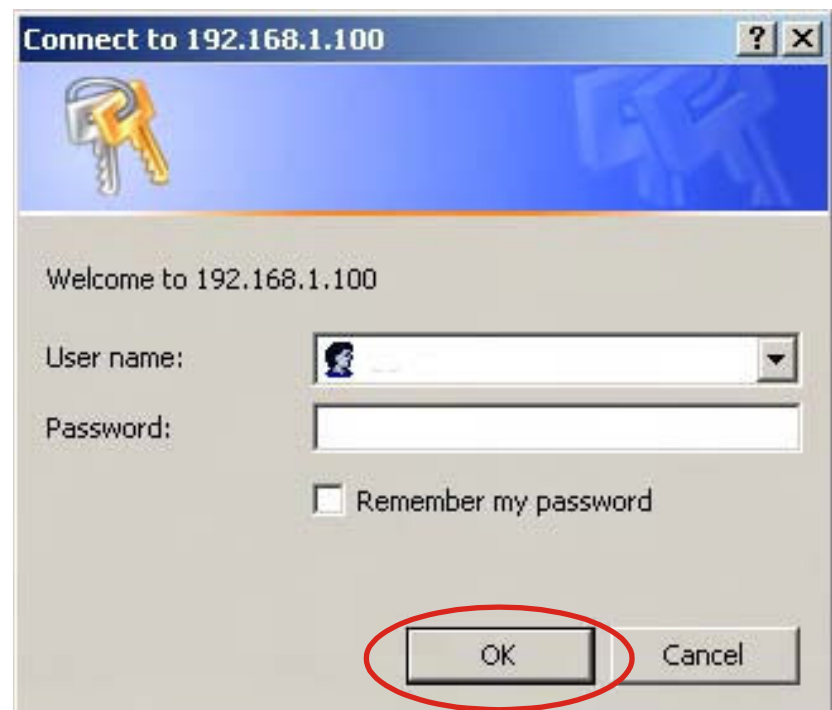 Connect to 192.168.1.100
Welcome to 192.168.1.100
User name:
Password:
Remember my password
OK Cancel